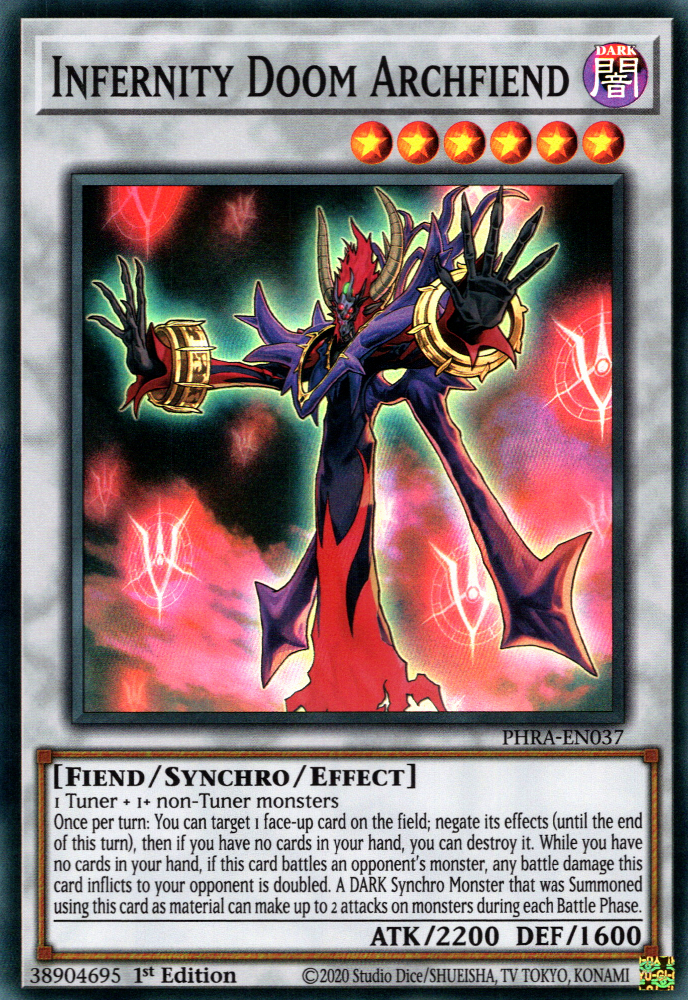 INFERNITY DOOM ARCHFIEND
DARK
闇
PHRA-EN037
[FIEND/SYNCHRO/EFFECT]
1 Tuner + 1+ non-Tuner monsters
Once per turn: You can target 1 face-up card on the field; negate its effects (until the end
of this turn), then if you have no cards in your hand, you can destroy it. While you have
no cards in your hand, if this card battles an opponent's monster, any battle damage this
card inflicts to your opponent is doubled. A DARK Synchro Monster that was Summoned
using this card as material can make up to 2 attacks on monsters during each Battle Phase.
ATK/2200 DEF/1600
38904695 1st Edition ©2020 Studio Dice/SHUEISHA, TV TOKYO, KONAMI